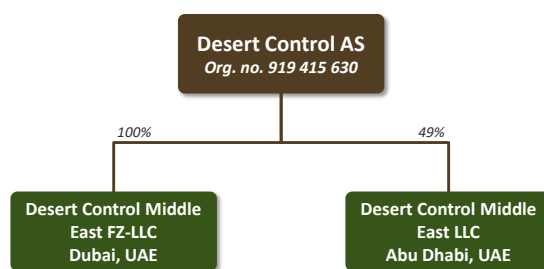 Desert Control AS
Org. no. 919 415 630
100%
49%
Desert Control Middle
East FZ-LLC
Dubai, UAE
Desert Control Middle
East LLC
Abu Dhabi, UAE